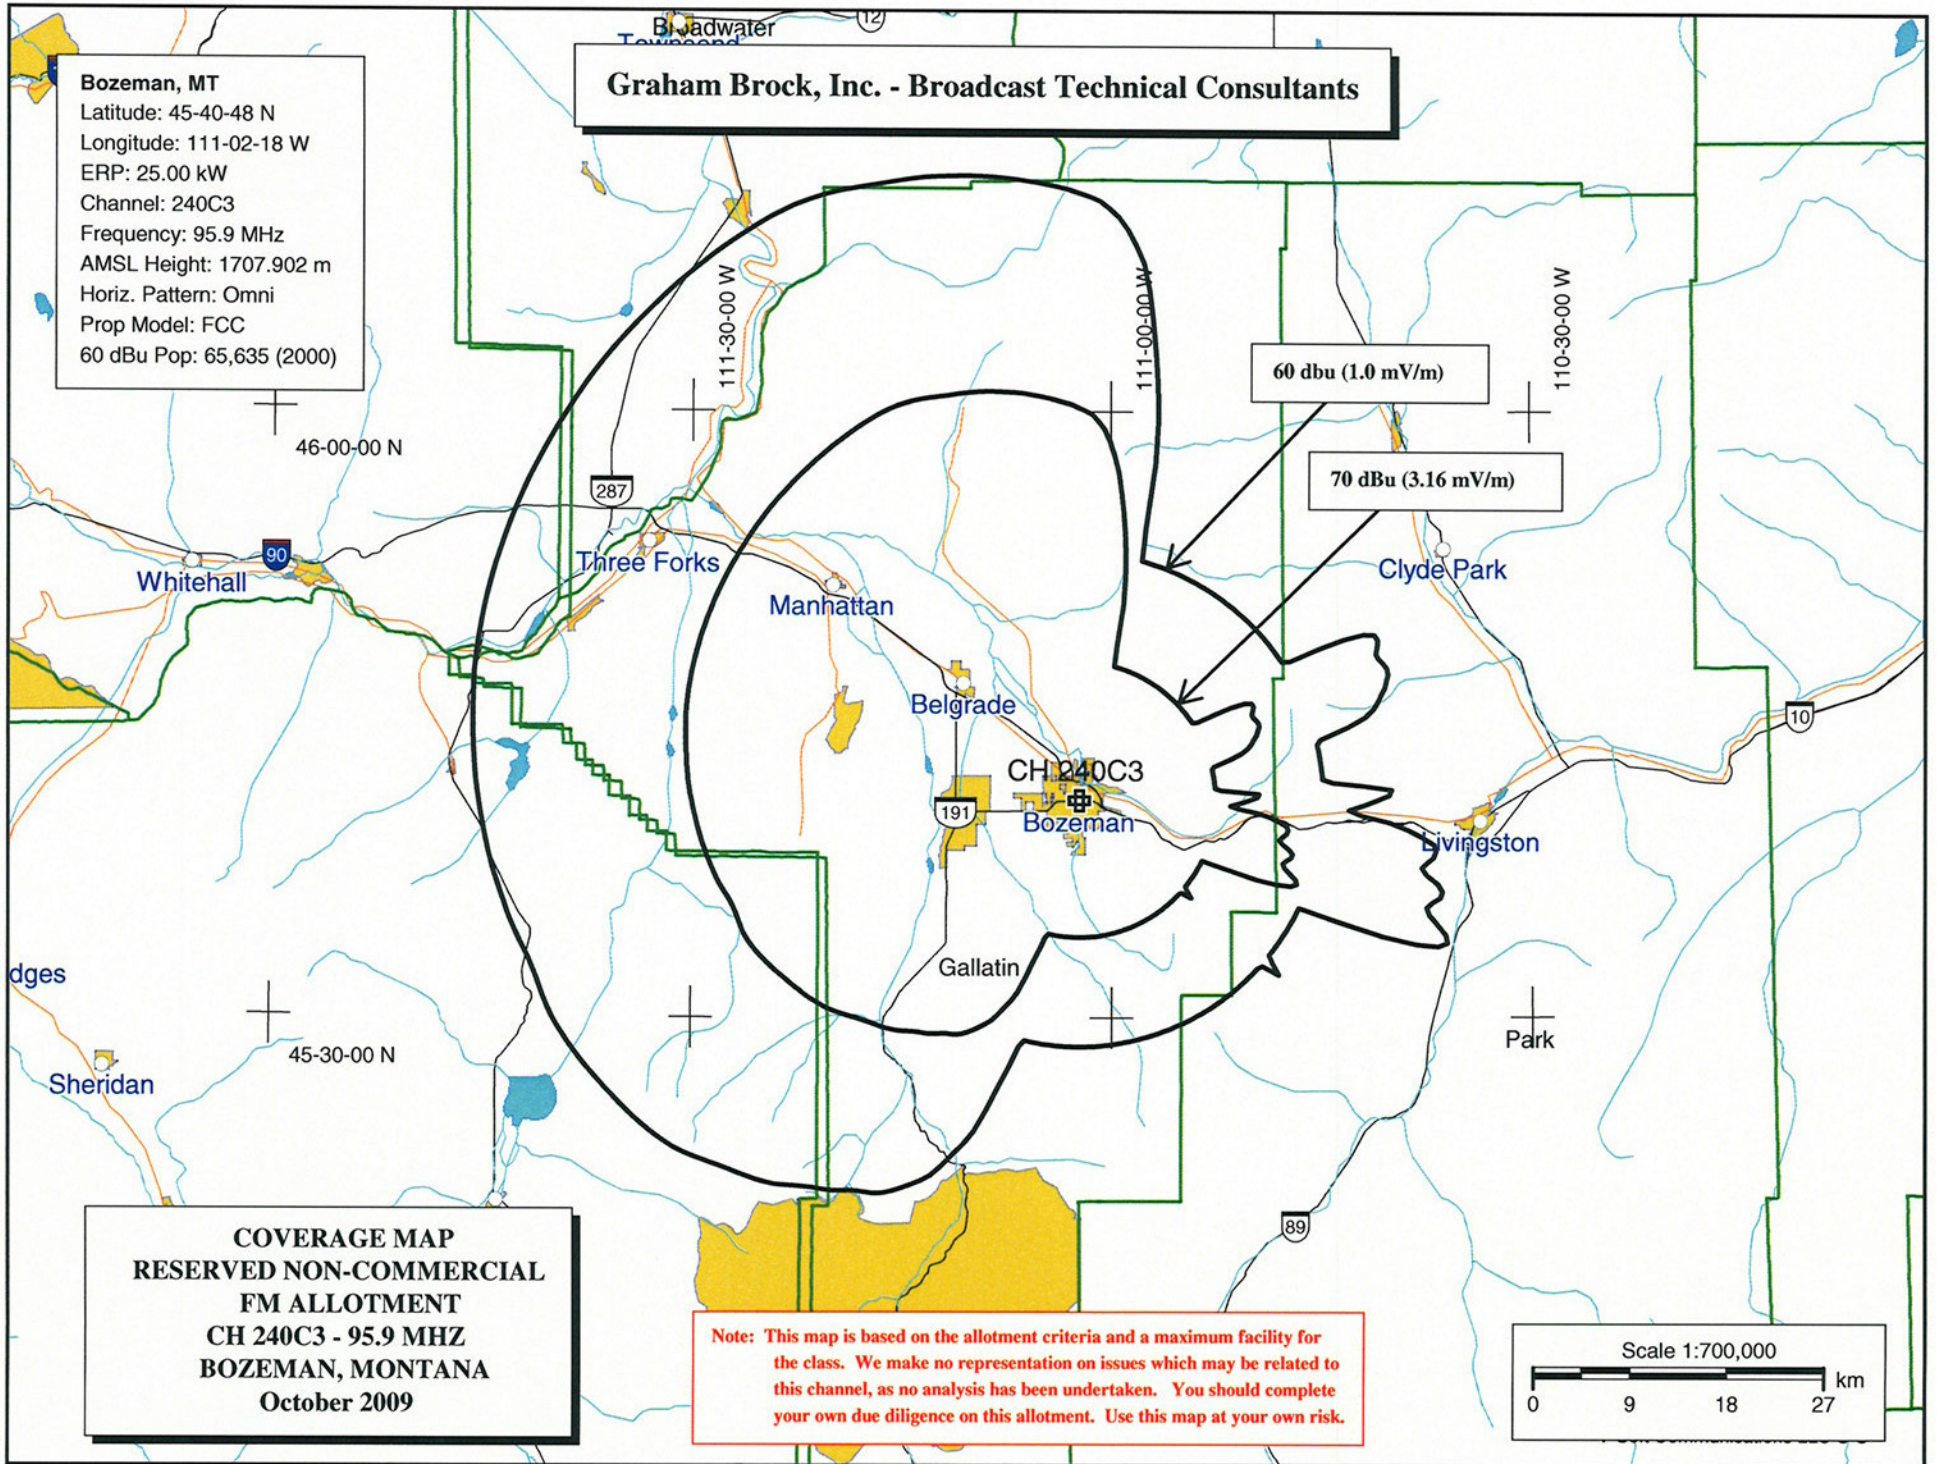 Broadwater
12
Townsend
Graham Brock, Inc. - Broadcast Technical Consultants
Bozeman, MT
Latitude: 45-40-48 N
Longitude: 111-02-18 W
ERP: 25.00 kW
Channel: 240C3
Frequency: 95.9 MHz
AMSL Height: 1707.902 m
Horiz. Pattern: Omni
Prop Model: FCC
60 dBu Pop: 65,635 (2000)
111-30-00 W
111-00-00 W
110-30-00 W
60 dbu (1.0 mV/m)
46-00-00 N
70 dBu (3.16 mV/m)
287
90
Whitehall
Three Forks
Clyde Park
Manhattan
Belgrade
10
CH 240C3
191
Bozeman
Livingston
Gallatin
dges
45-30-00 N
Park
Sheridan
89
COVERAGE MAP
RESERVED NON-COMMERCIAL
FM ALLOTMENT
CH 240C3 - 95.9 MHZ
BOZEMAN, MONTANA
October 2009
Note: This map is based on the allotment criteria and a maximum facility for
the class. We make no representation on issues which may be related to
this channel, as no analysis has been undertaken. You should complete
your own due diligence on this allotment. Use this map at your own risk.
Scale 1:700,000
km
0 9 18 27